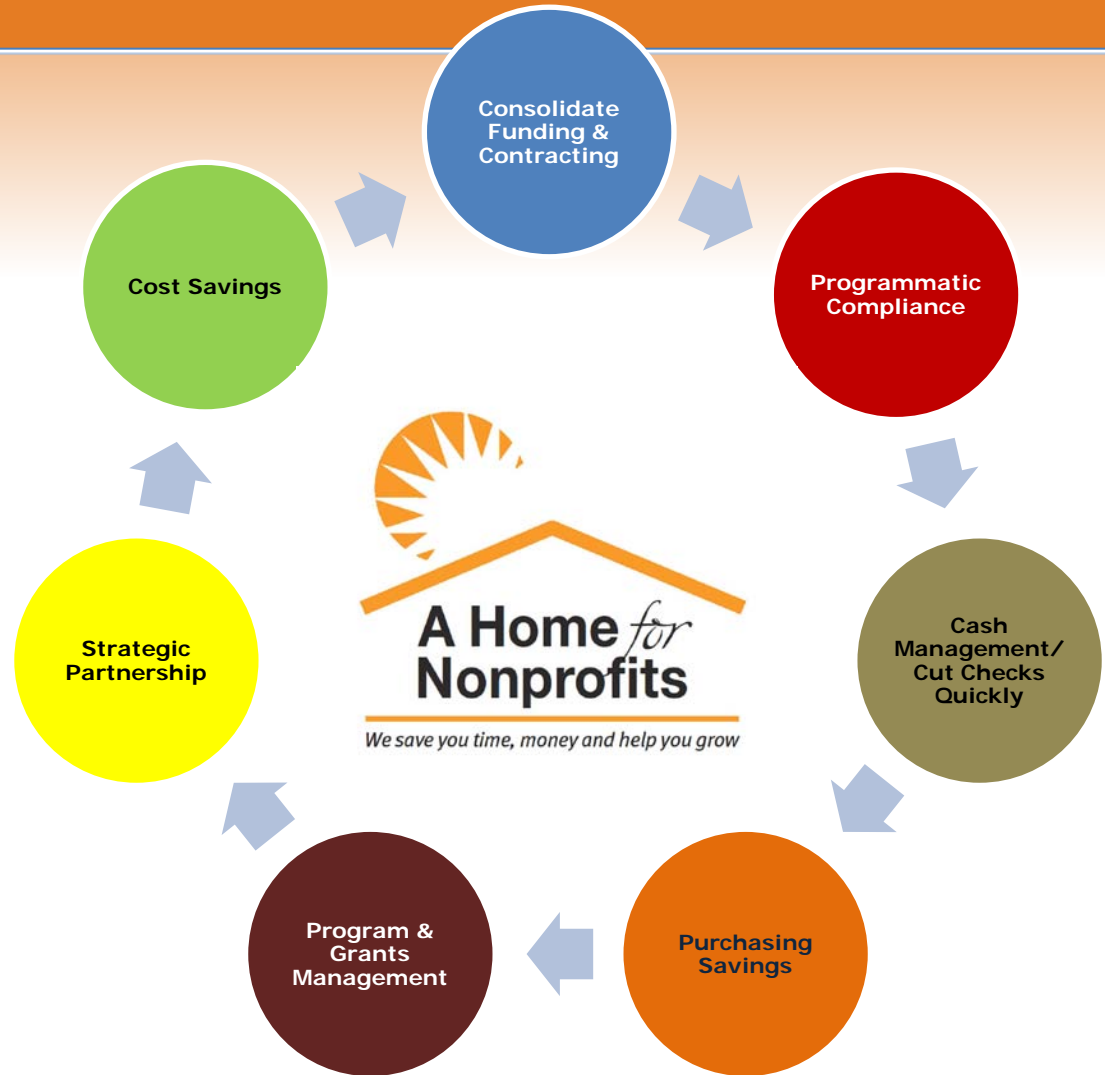 Consolidate
Funding &
Contracting
Programmatic
Compliance
Cash
Management/
Cut Checks
Quickly
Purchasing
Savings
Program &
Grants
Management
Strategic
Partnership
Cost Savings
A Home for
Nonprofits
We save you time, money and help you grow